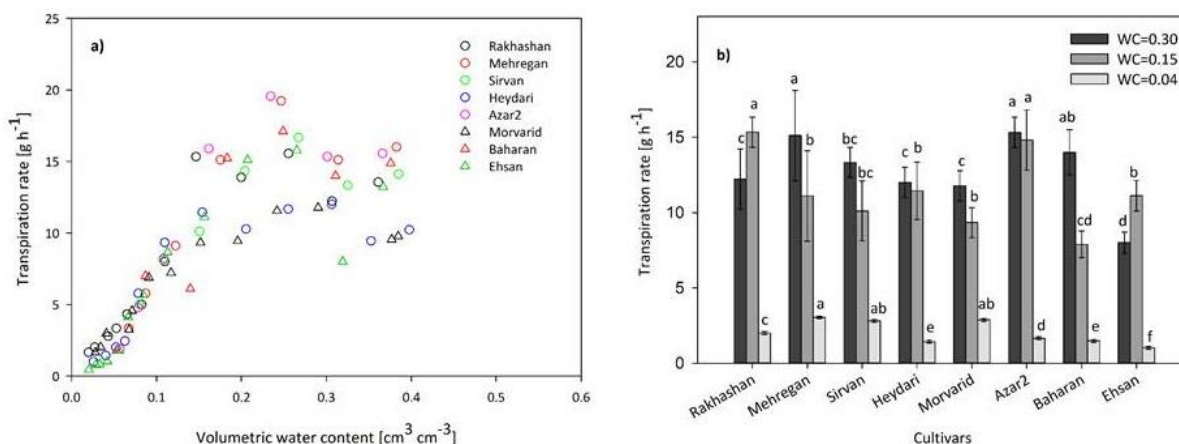 a)
25
20
15
10
5
0
0.0 0.1 0.2 0.3 0.4 0.5 0.6
Transpiration rate [g h⁻¹]
Volumetric water content [cm³ cm⁻³]
Rakhashan
Mehregan
Sirvan
Heydari
Azar2
Morvarid
Baharan
Ehsan
b)
20
15
10
5
0
Transpiration rate [g h⁻¹]
WC=0.30
WC=0.15
WC=0.04
c a c
a b a
bc bc ab
c b e
c b ab
a a d
ab cd e
d b f
Rakhashan
Mehregan
Sirvan
Heydari
Morvarid
Azar2
Baharan
Ehsan
Cultivars